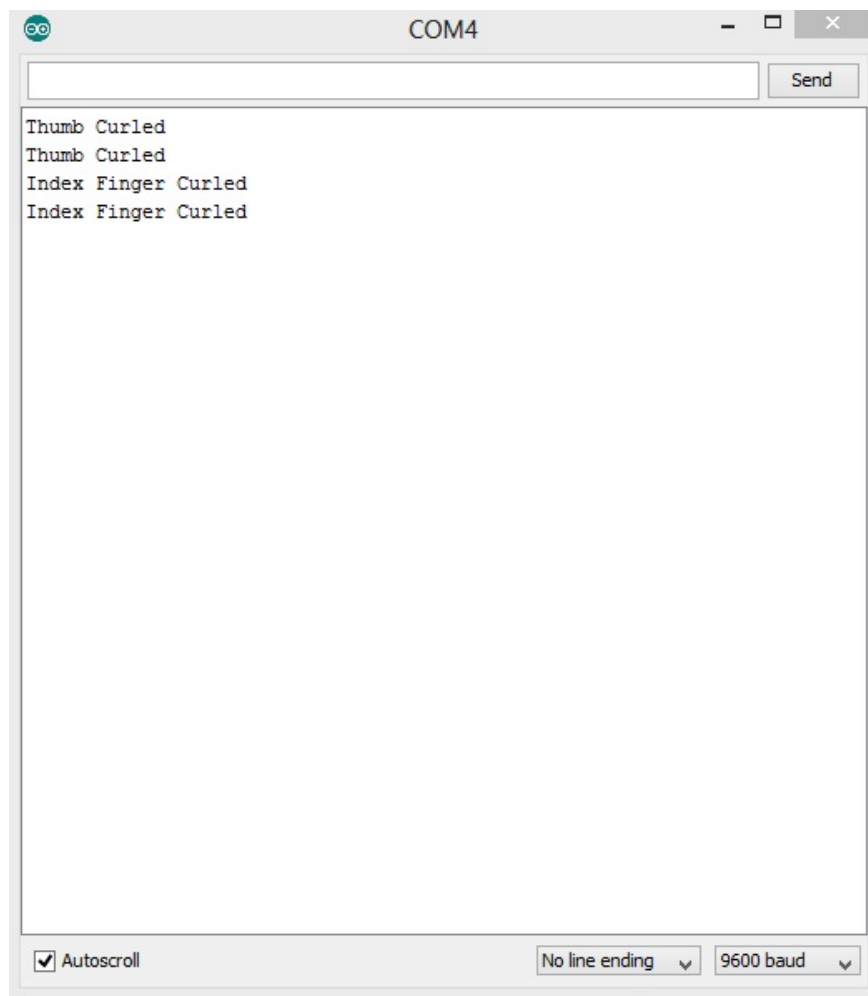 COM4
Send
Thumb Curled
Thumb Curled
Index Finger Curled
Index Finger Curled
Autoscroll
No line ending
9600 baud